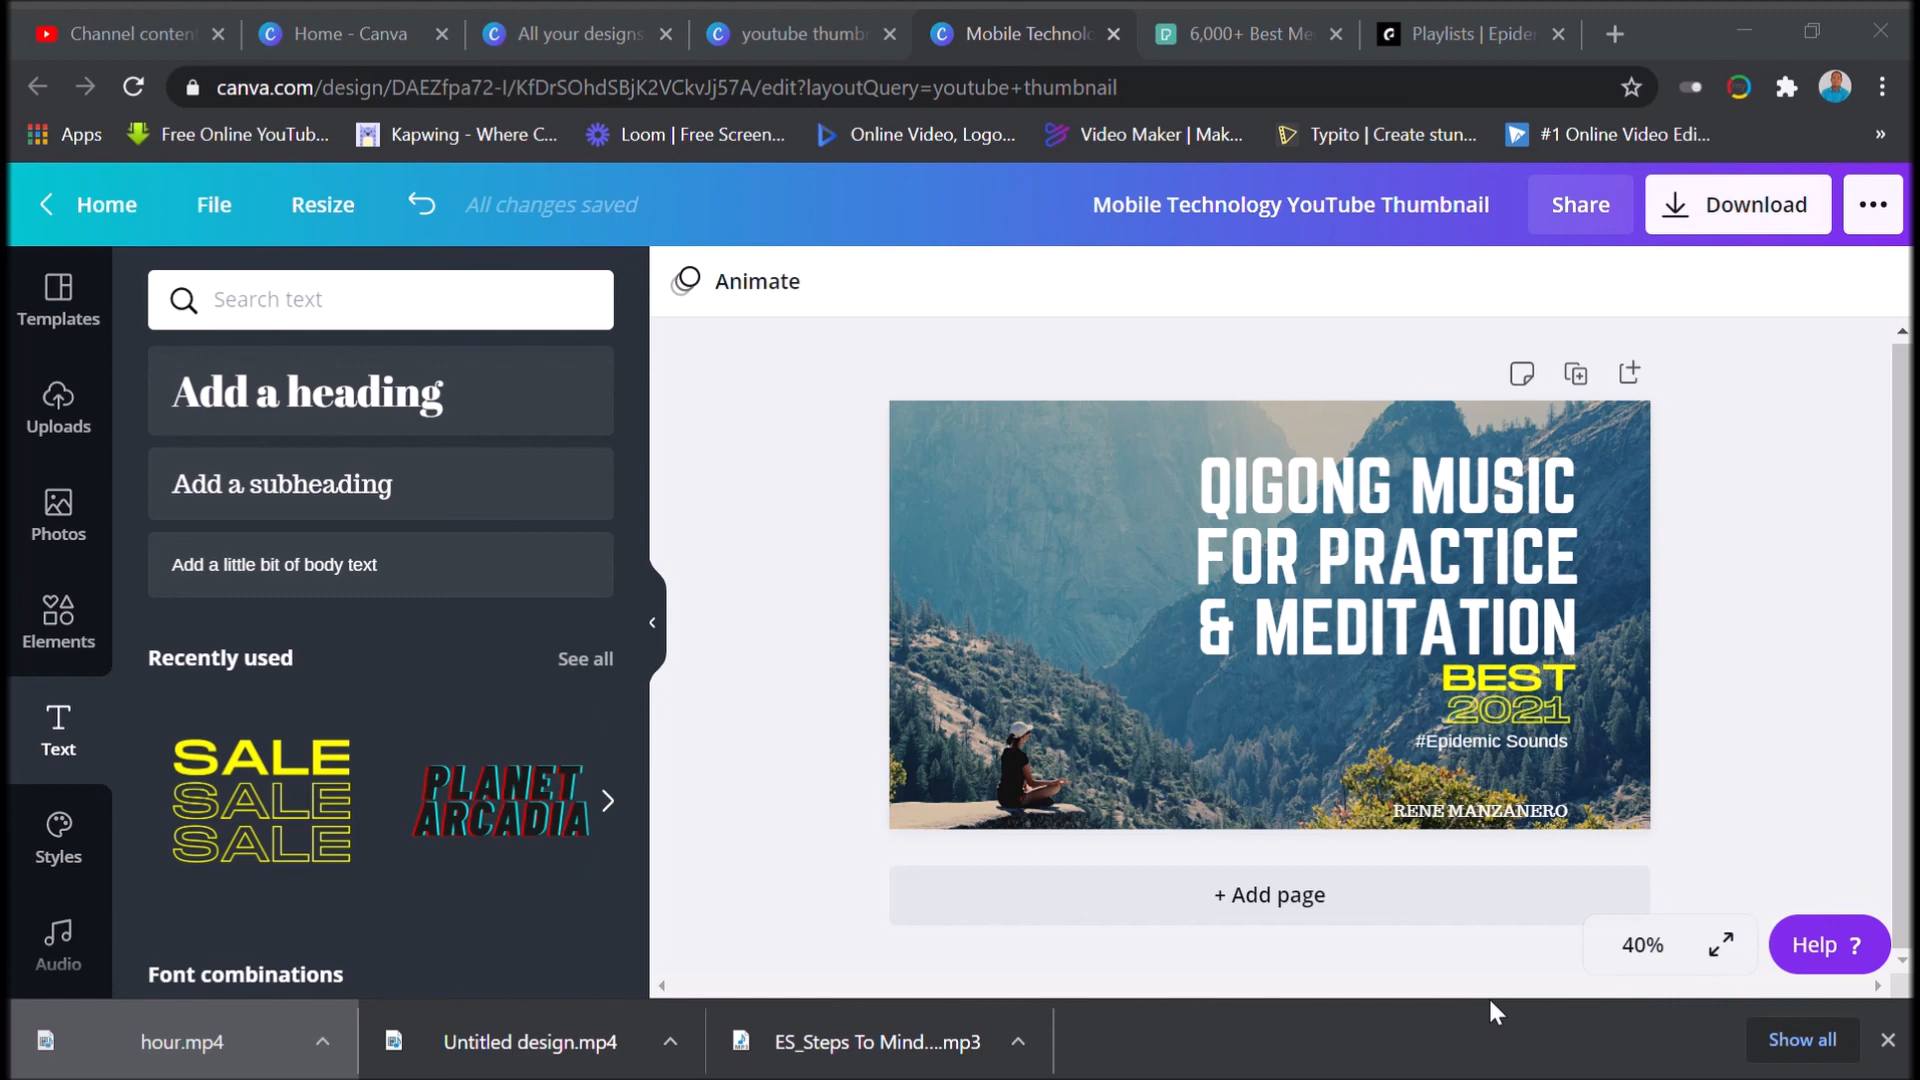 Channel conten
Home - Canva
All your designs
youtube thumb
Mobile Technolo
6,000+ Best Me
Playlists | Epide
canva.com/design/DAEZfpa72-I/KfDrSOhdSBjK2VCkvJj57A/edit?layoutQuery=youtube+thumbnail
Apps
Free Online YouTub...
Kapwing - Where C...
Loom | Free Screen...
Online Video, Logo...
Video Maker | Mak...
Typito | Create stun...
#1 Online Video Edi...
»
Home
File
Resize
All changes saved
Mobile Technology YouTube Thumbnail
Share
Download
Templates
Uploads
Photos
Elements
Text
Styles
Audio
Search text
Add a heading
Add a subheading
Add a little bit of body text
Recently used
See all
SALE
SALE
SALE
PLANET
ARCADIA
Font combinations
Animate
QIGONG MUSIC
FOR PRACTICE
& MEDITATION
BEST
2021
#Epidemic Sounds
RENE MANZANERO
+ Add page
40%
Help ?
hour.mp4
Untitled design.mp4
ES_Steps To Mind....mp3
Show all